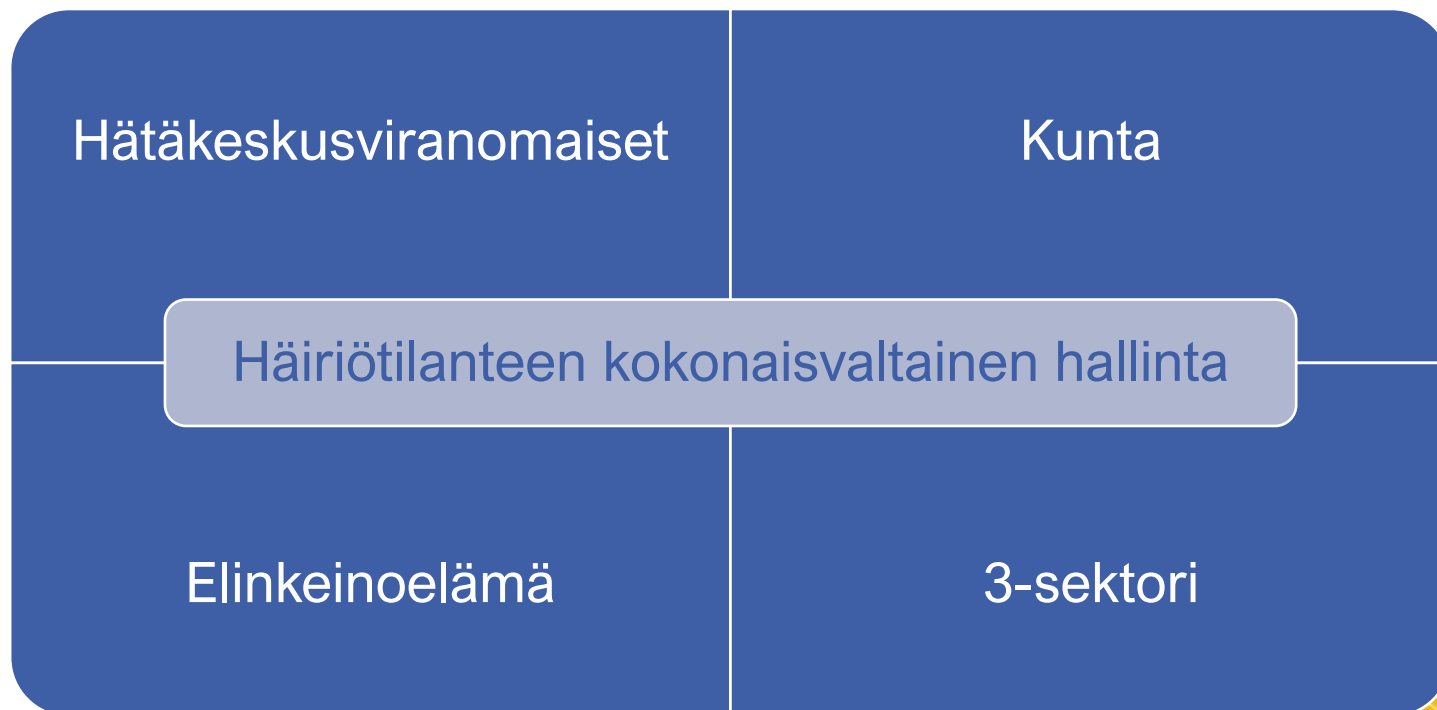 Hätäkeskusviranomaiset
Kunta
Häiriötilanteen kokonaisvaltainen hallinta
Elinkeinoelämä
3-sektori